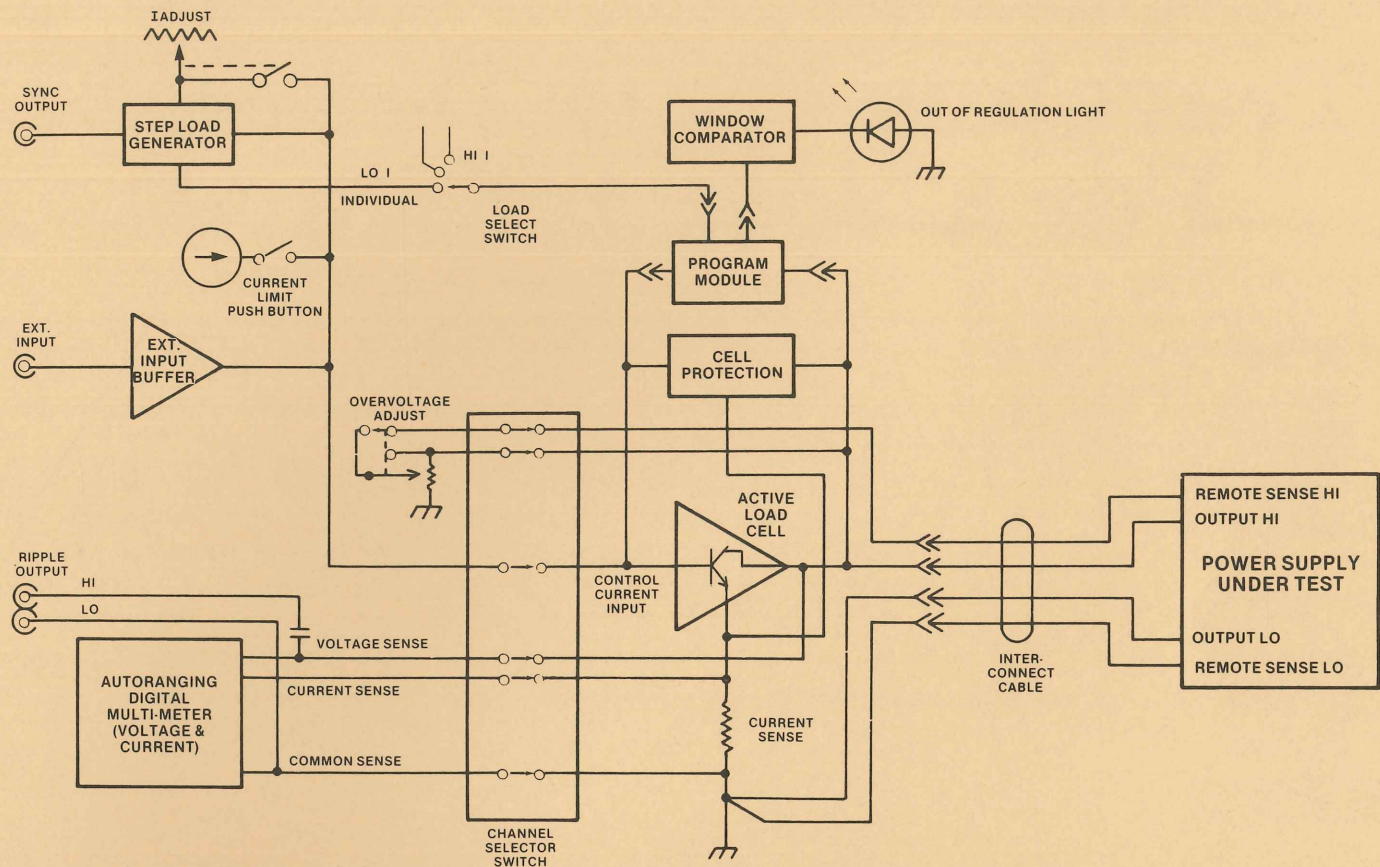 I ADJUST
SYNC
OUTPUT
STEP LOAD
GENERATOR
LO I
INDIVIDUAL
HI I
LOAD
SELECT
SWITCH
WINDOW
COMPARATOR
OUT OF REGULATION LIGHT
PROGRAM
MODULE
CURRENT
LIMIT
PUSH BUTTON
EXT.
INPUT
EXT.
INPUT
BUFFER
CELL
PROTECTION
OVERVOLTAGE
ADJUST
ACTIVE
LOAD
CELL
CONTROL
CURRENT
INPUT
REMOTE SENSE HI
OUTPUT HI
POWER SUPPLY
UNDER TEST
OUTPUT LO
REMOTE SENSE LO
INTER-
CONNECT
CABLE
RIPPLE
OUTPUT
HI
LO
VOLTAGE SENSE
CURRENT SENSE
AUTORANGING
DIGITAL
MULTI-METER
(VOLTAGE &
CURRENT)
COMMON SENSE
CURRENT
SENSE
CHANNEL
SELECTOR
SWITCH